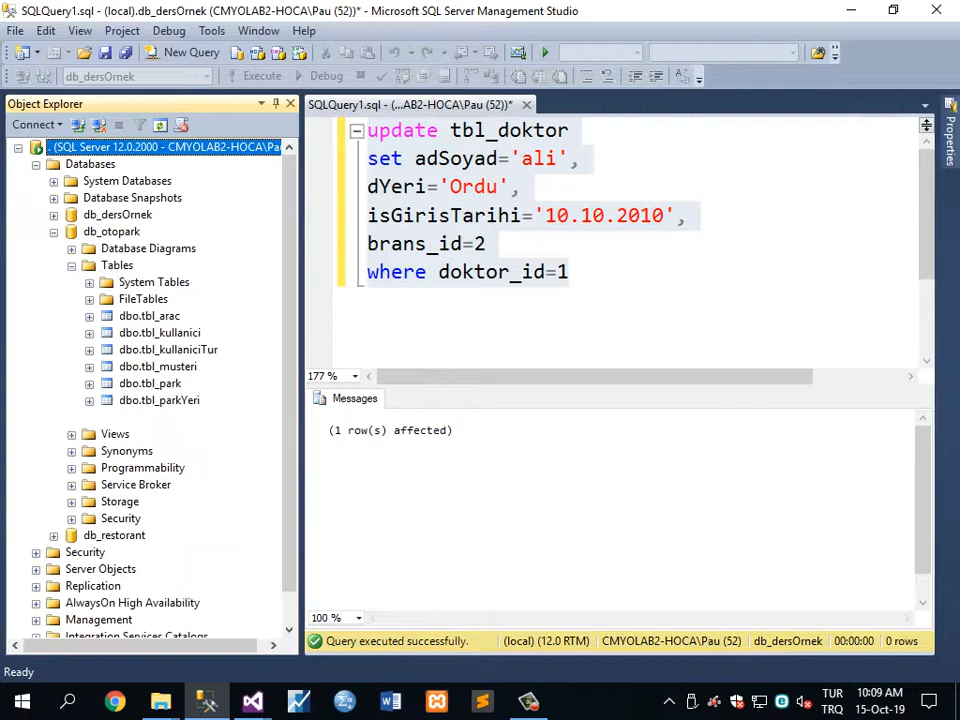 SQLQuery1.sql - (local).db_dersOrnek (CMYOLAB2-HOCA\Pau (52))* - Microsoft SQL Server Management Studio
File Edit View Project Debug Tools Window Help
New Query
db_dersOrnek Execute Debug
Object Explorer
Connect
. (SQL Server 12.0.2000 - CMYOLAB2-HOCA\Pa
Databases
System Databases
Database Snapshots
db_dersOrnek
db_otopark
Database Diagrams
Tables
System Tables
FileTables
dbo.tbl_arac
dbo.tbl_kullanici
dbo.tbl_kullaniciTur
dbo.tbl_musteri
dbo.tbl_park
dbo.tbl_parkYeri
Views
Synonyms
Programmability
Service Broker
Storage
Security
db_restorant
Security
Server Objects
Replication
AlwaysOn High Availability
Management
Integration Services Catalogs
SQLQuery1.sql - (...AB2-HOCA\Pau (52))*
update tbl_doktor
set adSoyad='ali',
dYeri='Ordu',
isGirisTarihi='10.10.2010',
brans_id=2
where doktor_id=1
177 %
Messages
(1 row(s) affected)
100 %
Query executed successfully. (local) (12.0 RTM) CMYOLAB2-HOCA\Pau (52) db_dersOrnek 00:00:00 0 rows
Properties
Ready
TUR
TRQ
10:09 AM
15-Oct-19